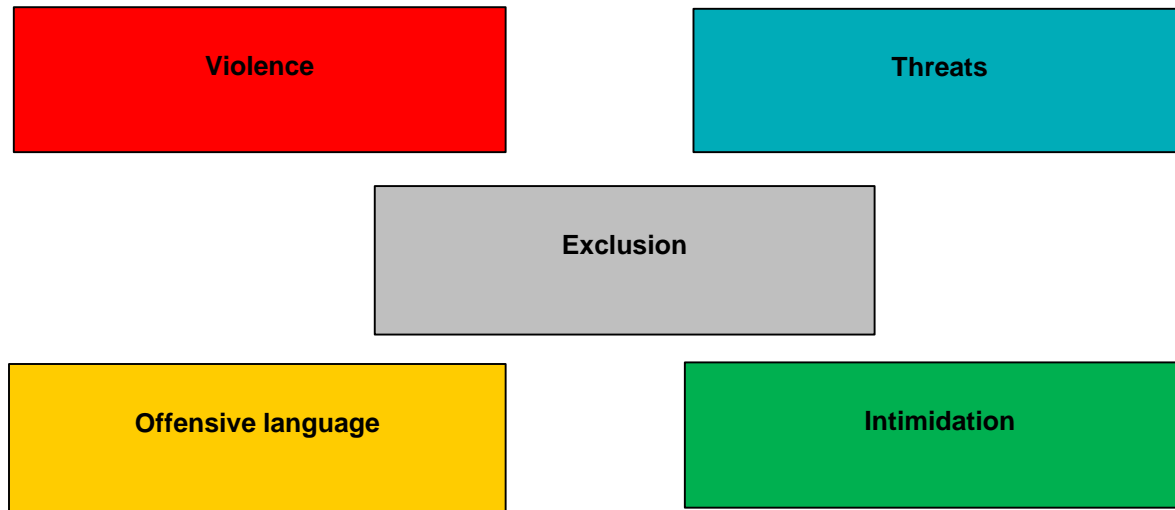 Violence
Threats
Exclusion
Offensive language
Intimidation